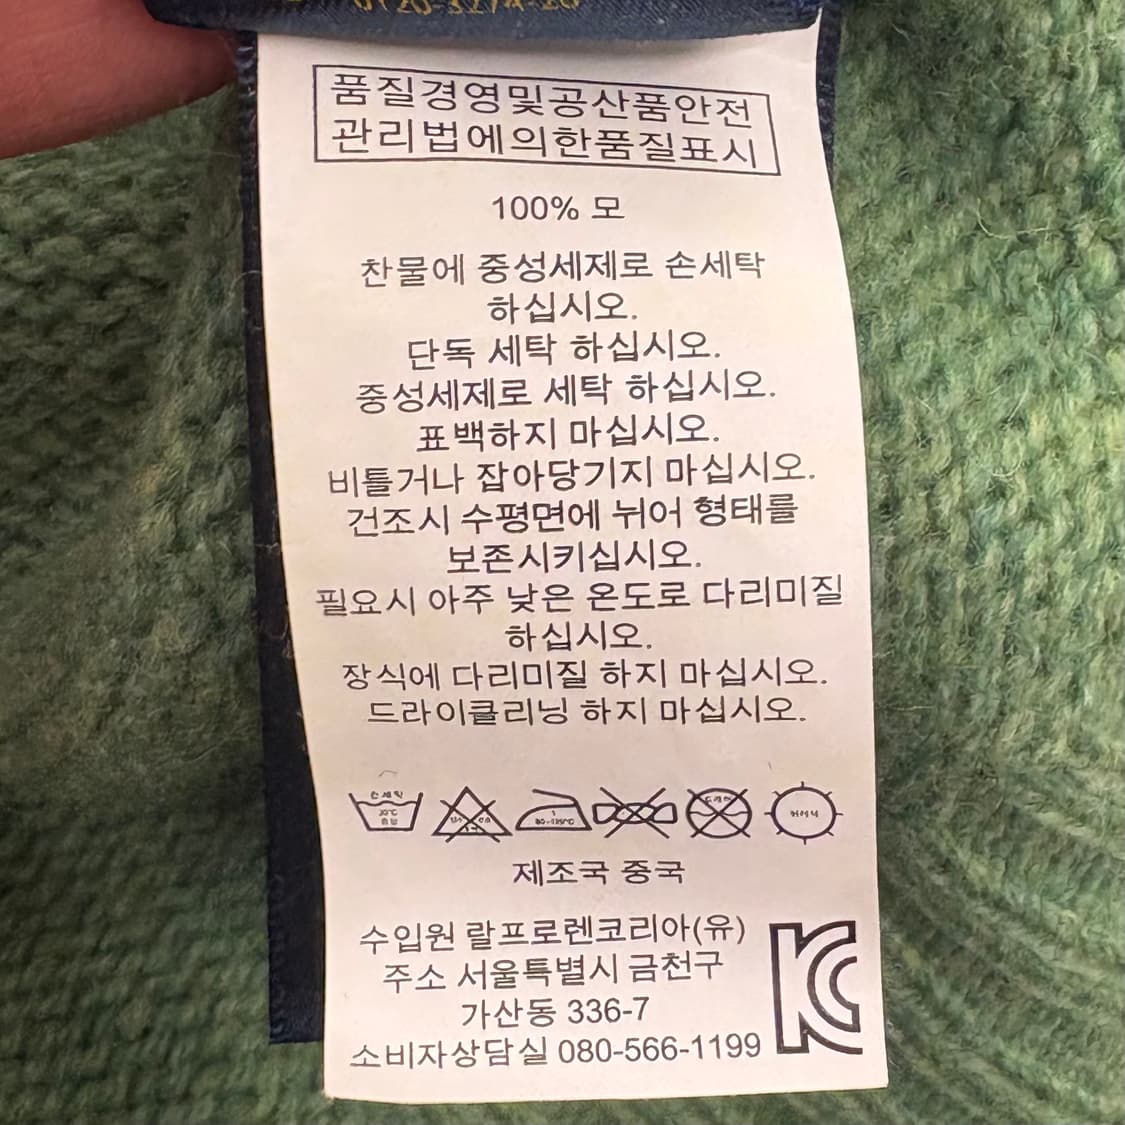 품질경영및공산품안전
관리법에의한품질표시
100% 모
찬물에 중성세제로 손세탁
하십시오.
단독 세탁 하십시오.
중성세제로 세탁 하십시오.
표백하지 마십시오.
비틀거나 잡아당기지 마십시오.
건조시 수평면에 뉘어 형태를
보존시키십시오.
필요시 아주 낮은 온도로 다리미질
하십시오.
장식에 다리미질 하지 마십시오.
드라이클리닝 하지 마십시오.
손세탁
30℃
중성
뉘어서
제조국 중국
수입원 랄프로렌코리아(유)
주소 서울특별시 금천구
가산동 336-7
소비자상담실 080-566-1199